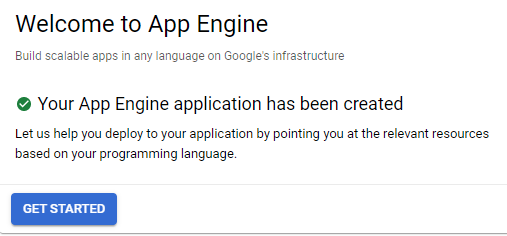 Welcome to App Engine
Build scalable apps in any language on Google's infrastructure
Your App Engine application has been created
Let us help you deploy to your application by pointing you at the relevant resources
based on your programming language.
GET STARTED